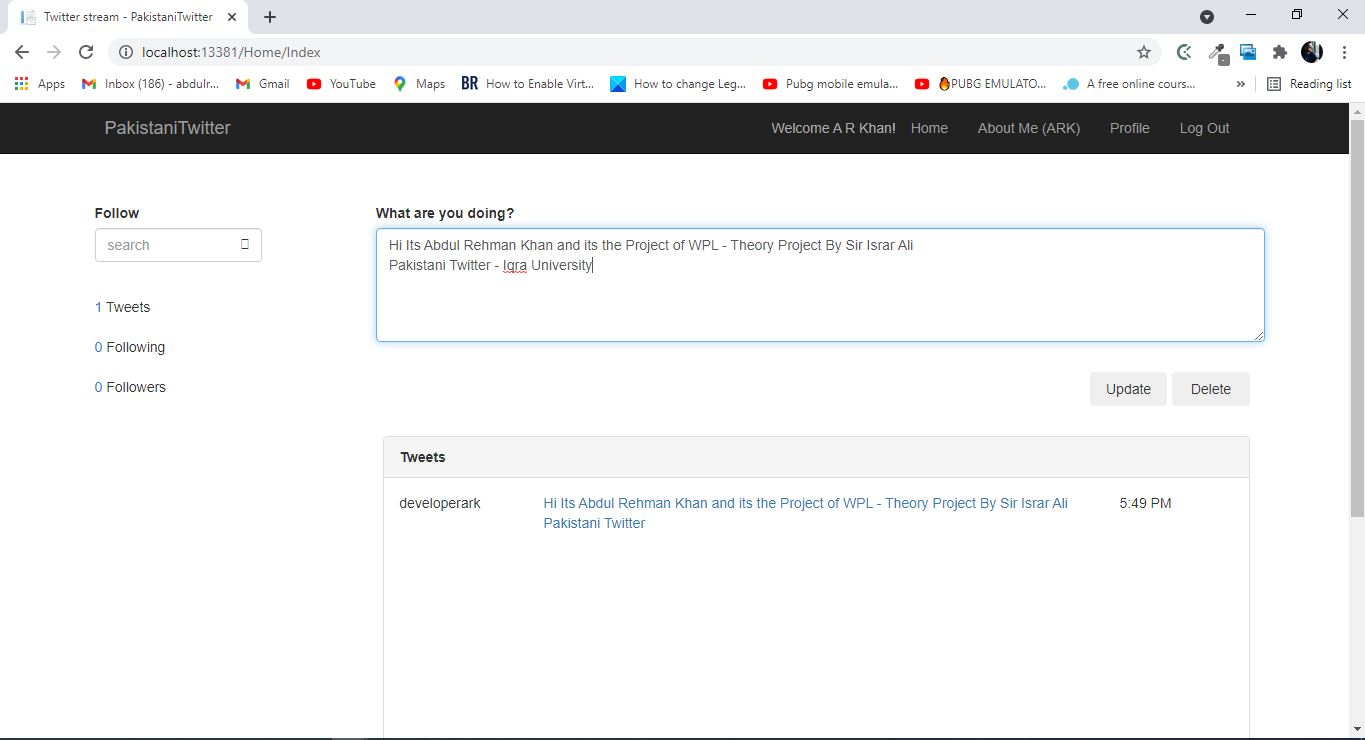 Twitter stream - PakistaniTwitter
localhost:13381/Home/Index
Apps Inbox (186) - abdulr... Gmail YouTube Maps BR How to Enable Virt... How to change Leg... Pubg mobile emula... PUBG EMULATO... A free online cours... » Reading list
PakistaniTwitter Welcome A R Khan! Home About Me (ARK) Profile Log Out
Follow
search
1 Tweets
0 Following
0 Followers
What are you doing?
Hi Its Abdul Rehman Khan and its the Project of WPL - Theory Project By Sir Israr Ali
Pakistani Twitter - Iqra University
Update Delete
Tweets
developerark Hi Its Abdul Rehman Khan and its the Project of WPL - Theory Project By Sir Israr Ali 5:49 PM
Pakistani Twitter